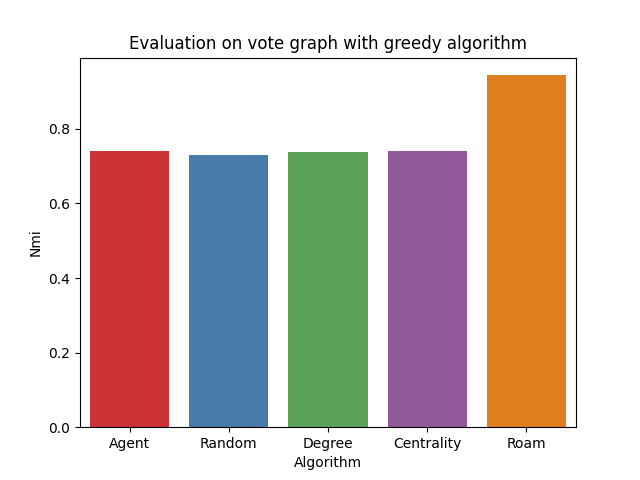 Evaluation on vote graph with greedy algorithm
0.8
0.6
0.4
0.2
0.0
Nmi
Agent Random Degree Centrality Roam
Algorithm